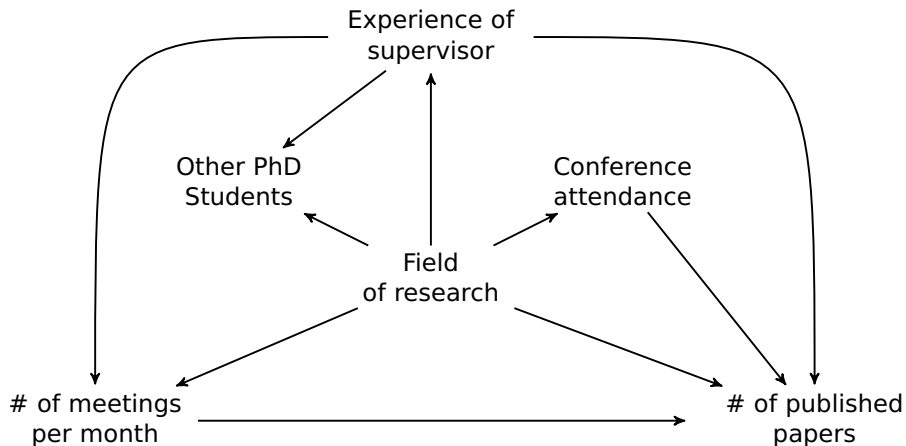 Experience of
supervisor
Other PhD
Students
Conference
attendance
Field
of research
# of meetings
per month
# of published
papers